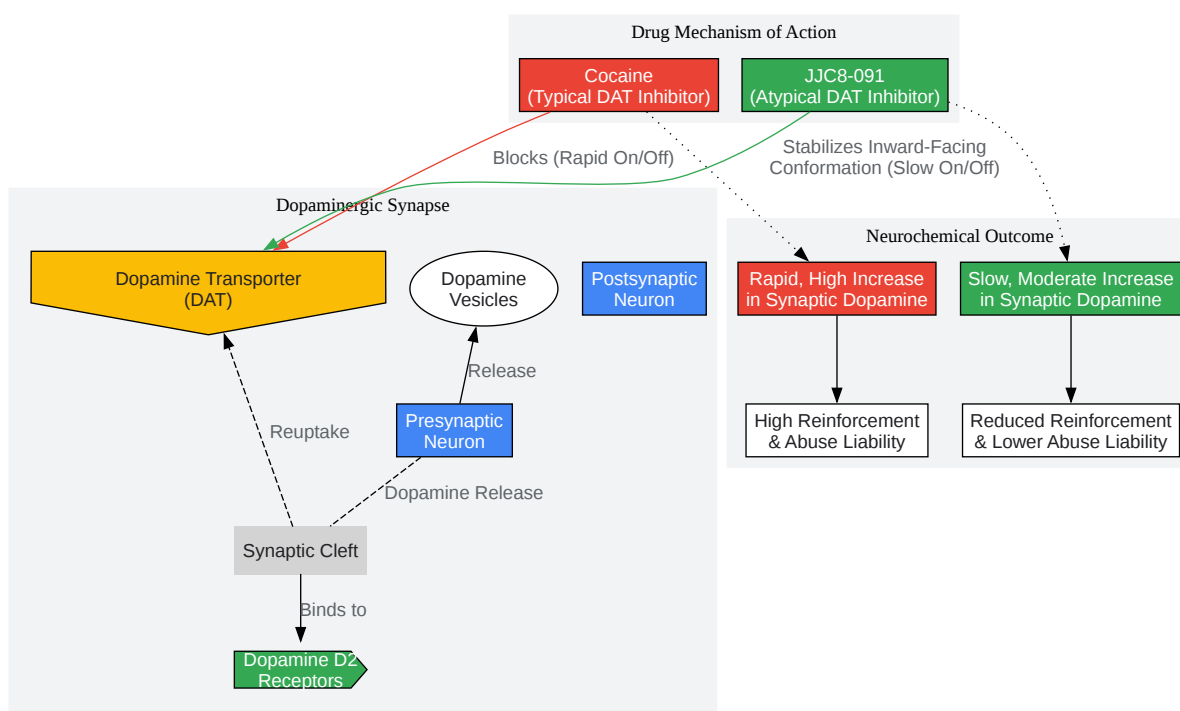 Drug Mechanism of Action
Cocaine
(Typical DAT Inhibitor)
JJC8-091
(Atypical DAT Inhibitor)
Blocks (Rapid On/Off)
Stabilizes Inward-Facing
Conformation (Slow On/Off)
Dopaminergic Synapse
Dopamine Transporter
(DAT)
Dopamine
Vesicles
Postsynaptic
Neuron
Release
Presynaptic
Neuron
Reuptake
Dopamine Release
Synaptic Cleft
Binds to
Dopamine D2
Receptors
Neurochemical Outcome
Rapid, High Increase
in Synaptic Dopamine
Slow, Moderate Increase
in Synaptic Dopamine
High Reinforcement
& Abuse Liability
Reduced Reinforcement
& Lower Abuse Liability